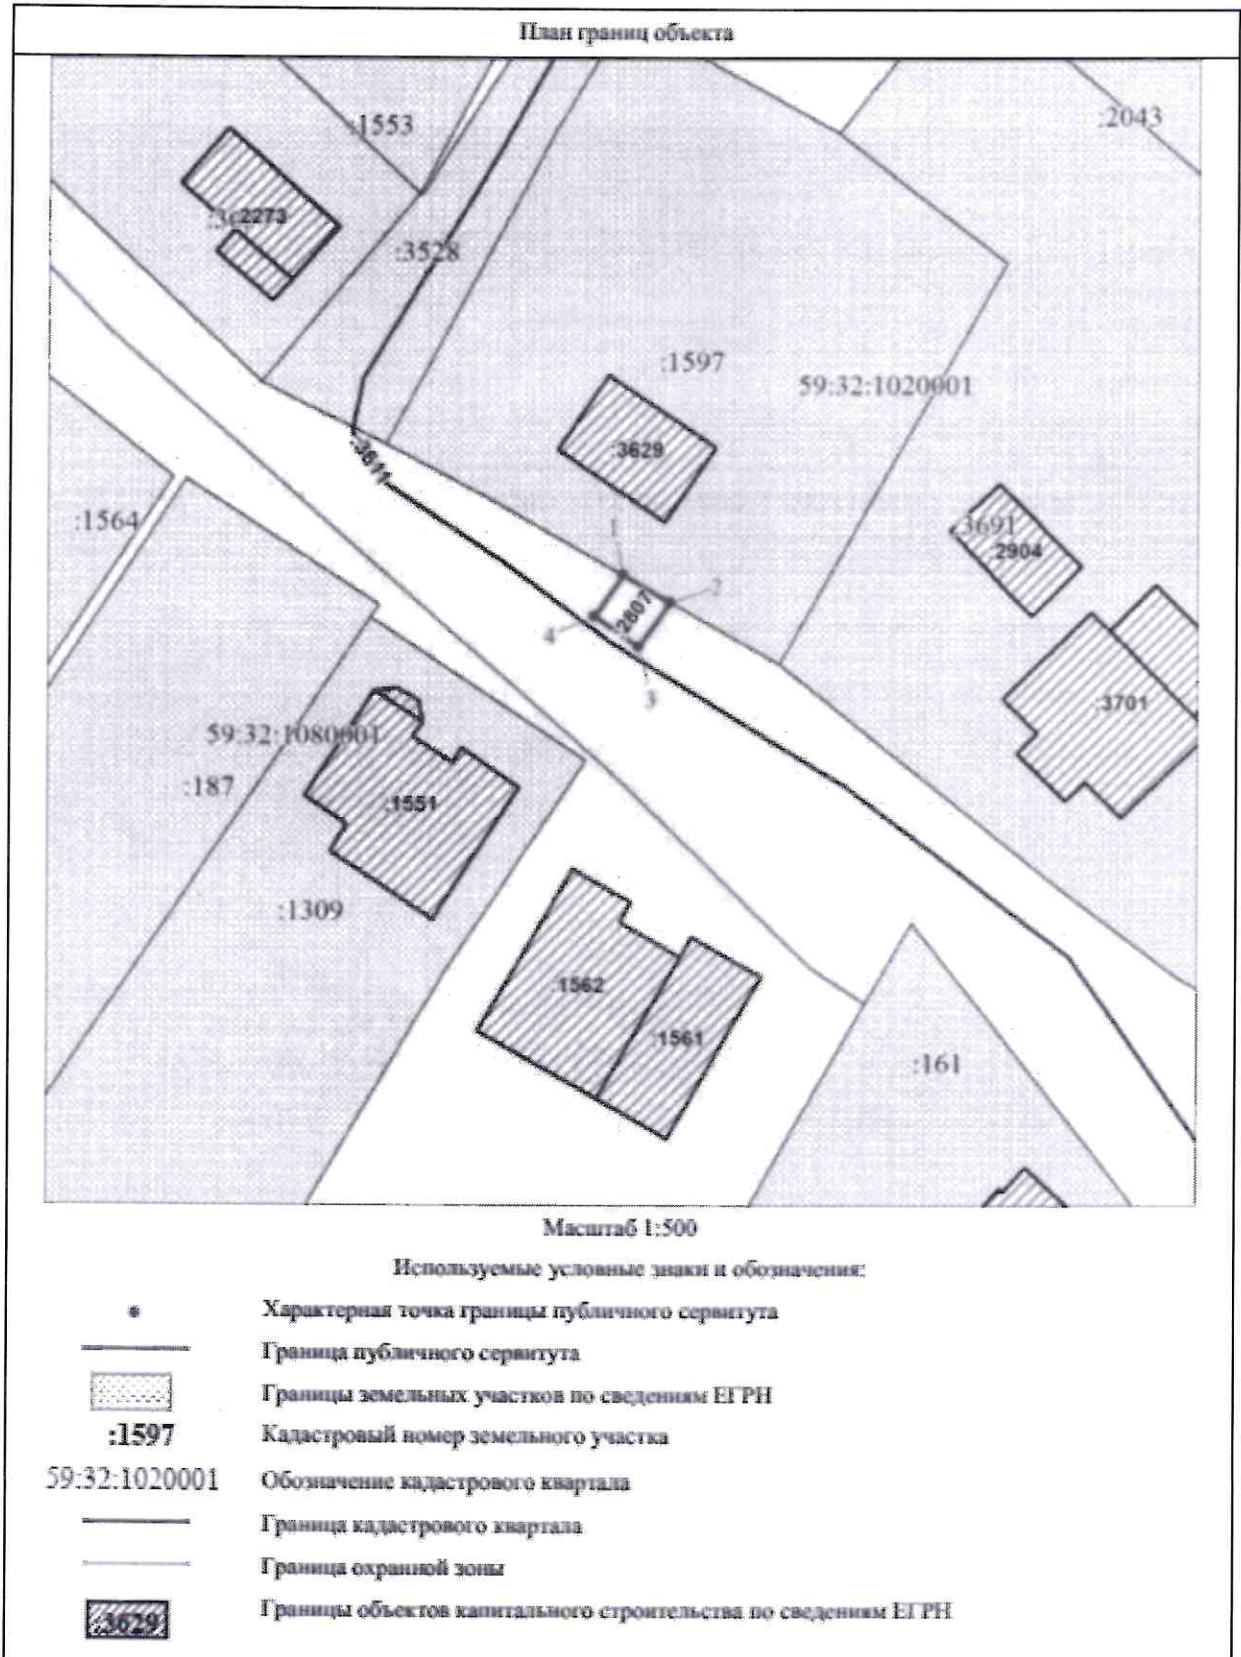 План границ объекта
:1553
:2043
2273
:3528
:1597
59:32:1020001
:3629
:3611
:1564
3691
:2904
1
2
:2807
4
3
:3701
59:32:1080001
:187
:1551
:1309
:1562
:1561
:161
Масштаб 1:500
Используемые условные знаки и обозначения:
Характерная точка границы публичного сервитута
Граница публичного сервитута
Границы земельных участков по сведениям ЕГРН
:1597 Кадастровый номер земельного участка
59:32:1020001 Обозначение кадастрового квартала
Граница кадастрового квартала
Граница охранной зоны
:3629 Границы объектов капитального строительства по сведениям ЕГРН